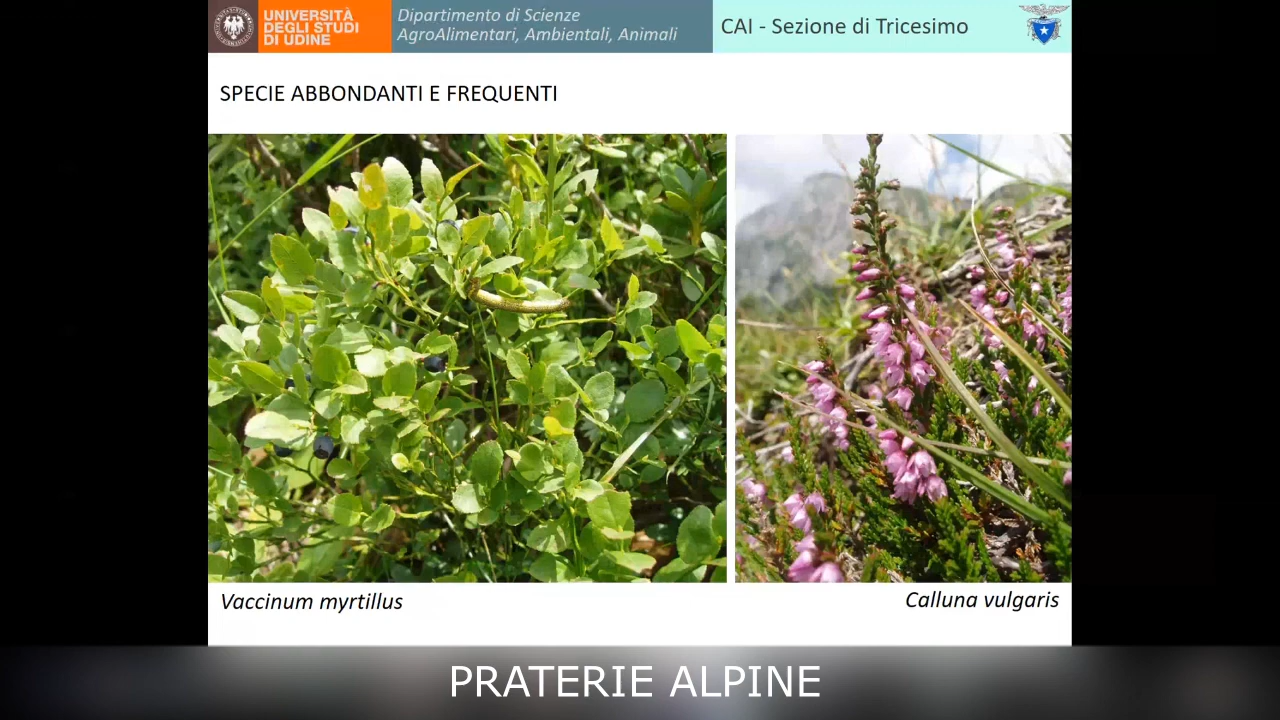 UNIVERSITÀ
DEGLI STUDI
DI UDINE
Dipartimento di Scienze
AgroAlimentari, Ambientali, Animali
CAI - Sezione di Tricesimo
SPECIE ABBONDANTI E FREQUENTI
Vaccinum myrtillus
Calluna vulgaris
PRATERIE ALPINE